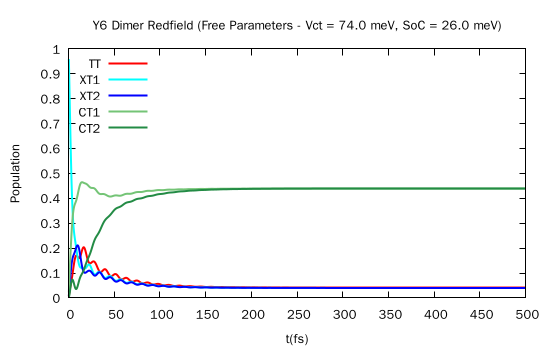 Y6 Dimer Redfield (Free Parameters - Vct = 74.0 meV, SoC = 26.0 meV)
1
0.9
0.8
0.7
0.6
0.5
0.4
0.3
0.2
0.1
0
TT
XT1
XT2
CT1
CT2
Population
0 50 100 150 200 250 300 350 400 450 500
t(fs)